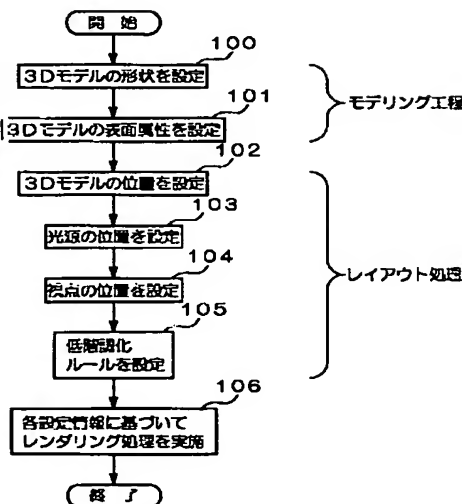 開 始
100
3Dモデルの形状を設定
101
3Dモデルの表面属性を設定
モデリング工程
102
3Dモデルの位置を設定
103
光源の位置を設定
104
視点の位置を設定
レイアウト処理
105
低階調化
ルールを設定
106
各設定情報に基づいて
レンダリング処理を実施
終 了